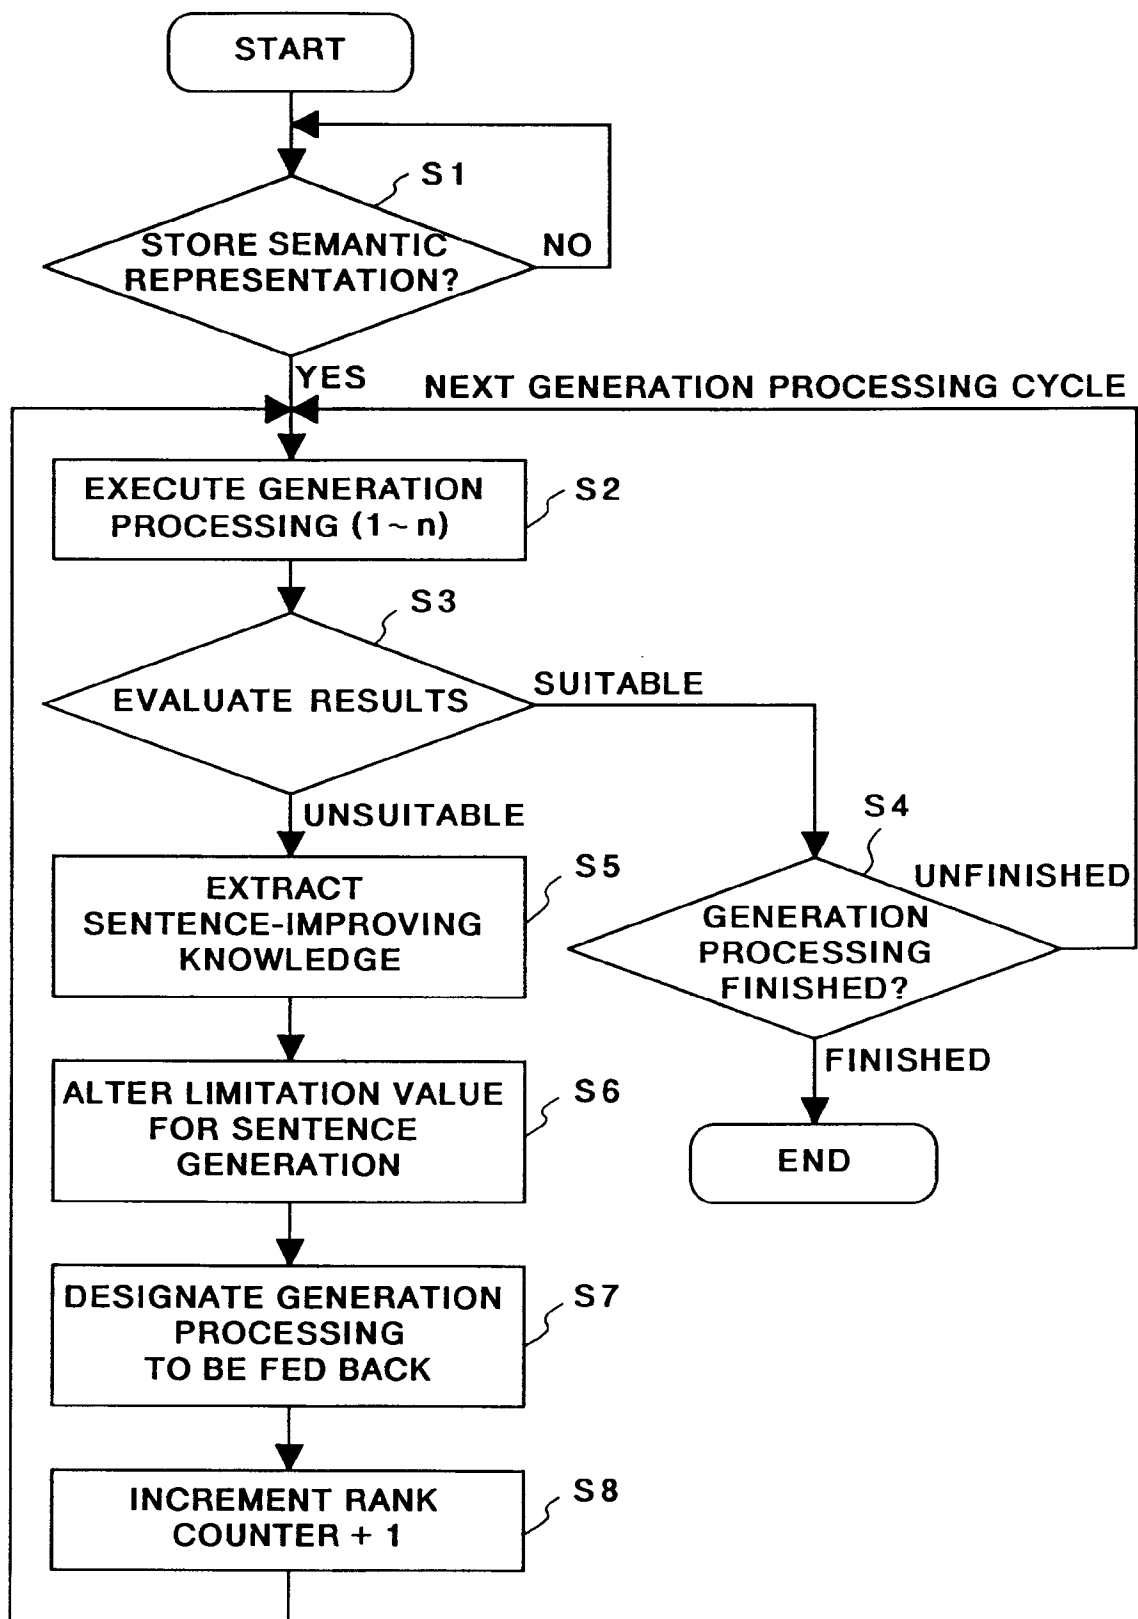 START
S1
STORE SEMANTIC
REPRESENTATION?
NO
YES
NEXT GENERATION PROCESSING CYCLE
EXECUTE GENERATION
PROCESSING (1~n)
S2
S3
EVALUATE RESULTS
SUITABLE
UNSUITABLE
S4
UNFINISHED
GENERATION
PROCESSING
FINISHED?
FINISHED
END
EXTRACT
SENTENCE-IMPROVING
KNOWLEDGE
S5
ALTER LIMITATION VALUE
FOR SENTENCE
GENERATION
S6
DESIGNATE GENERATION
PROCESSING
TO BE FED BACK
S7
INCREMENT RANK
COUNTER + 1
S8